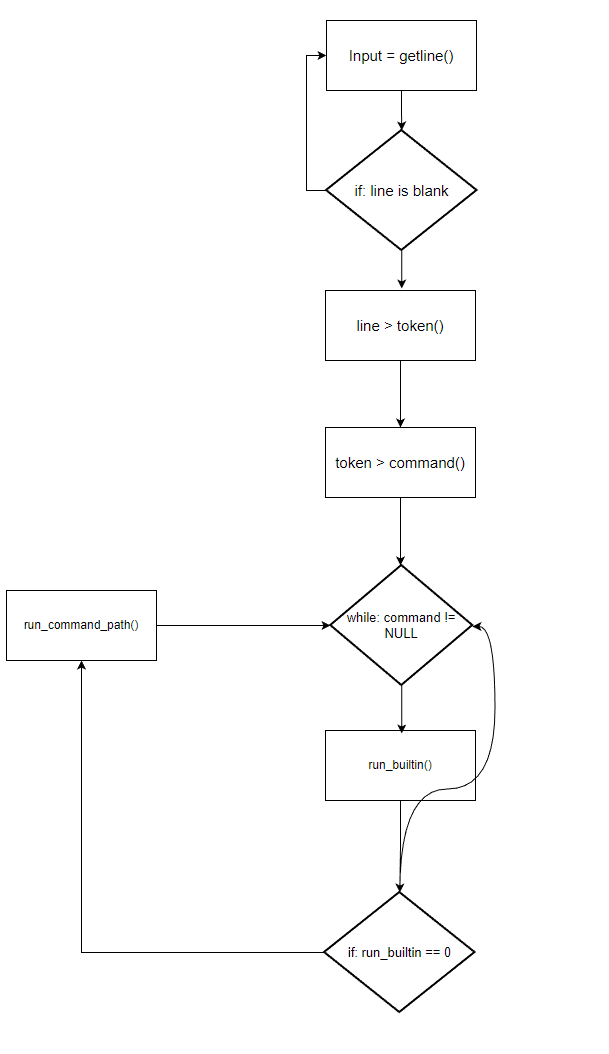 Input = getline()
if: line is blank
line > token()
token > command()
run_command_path()
while: command !=
NULL
run_builtin()
if: run_builtin == 0